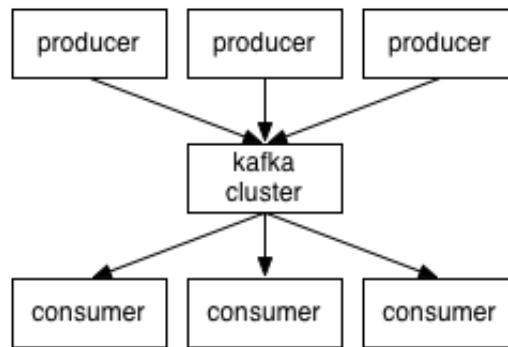 producer producer producer
kafka
cluster
consumer consumer consumer